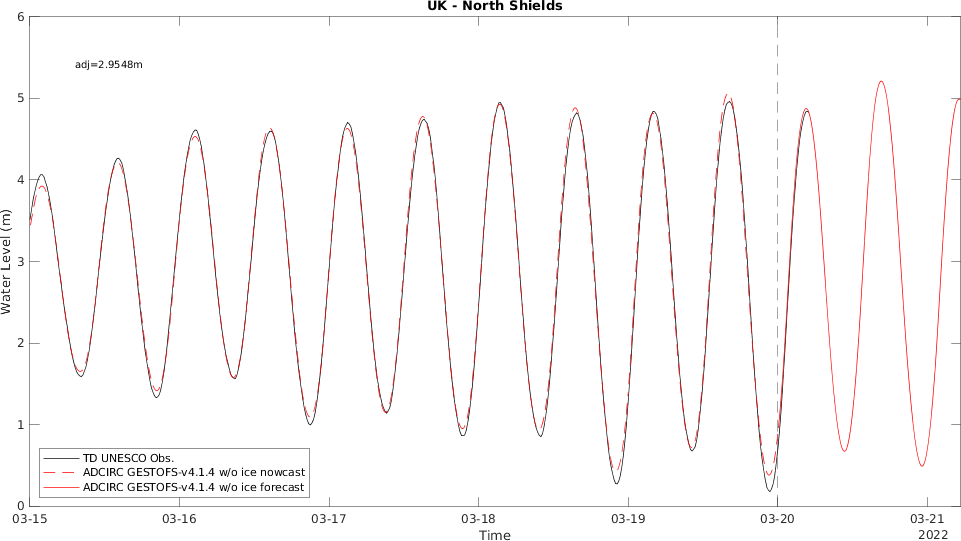 UK - North Shields
adj=2.9548m
Water Level (m)
6
5
4
3
2
1
0
TD UNESCO Obs.
ADCIRC GESTOFS-v4.1.4 w/o ice nowcast
ADCIRC GESTOFS-v4.1.4 w/o ice forecast
03-15 03-16 03-17 03-18 03-19 03-20 03-21
Time
2022